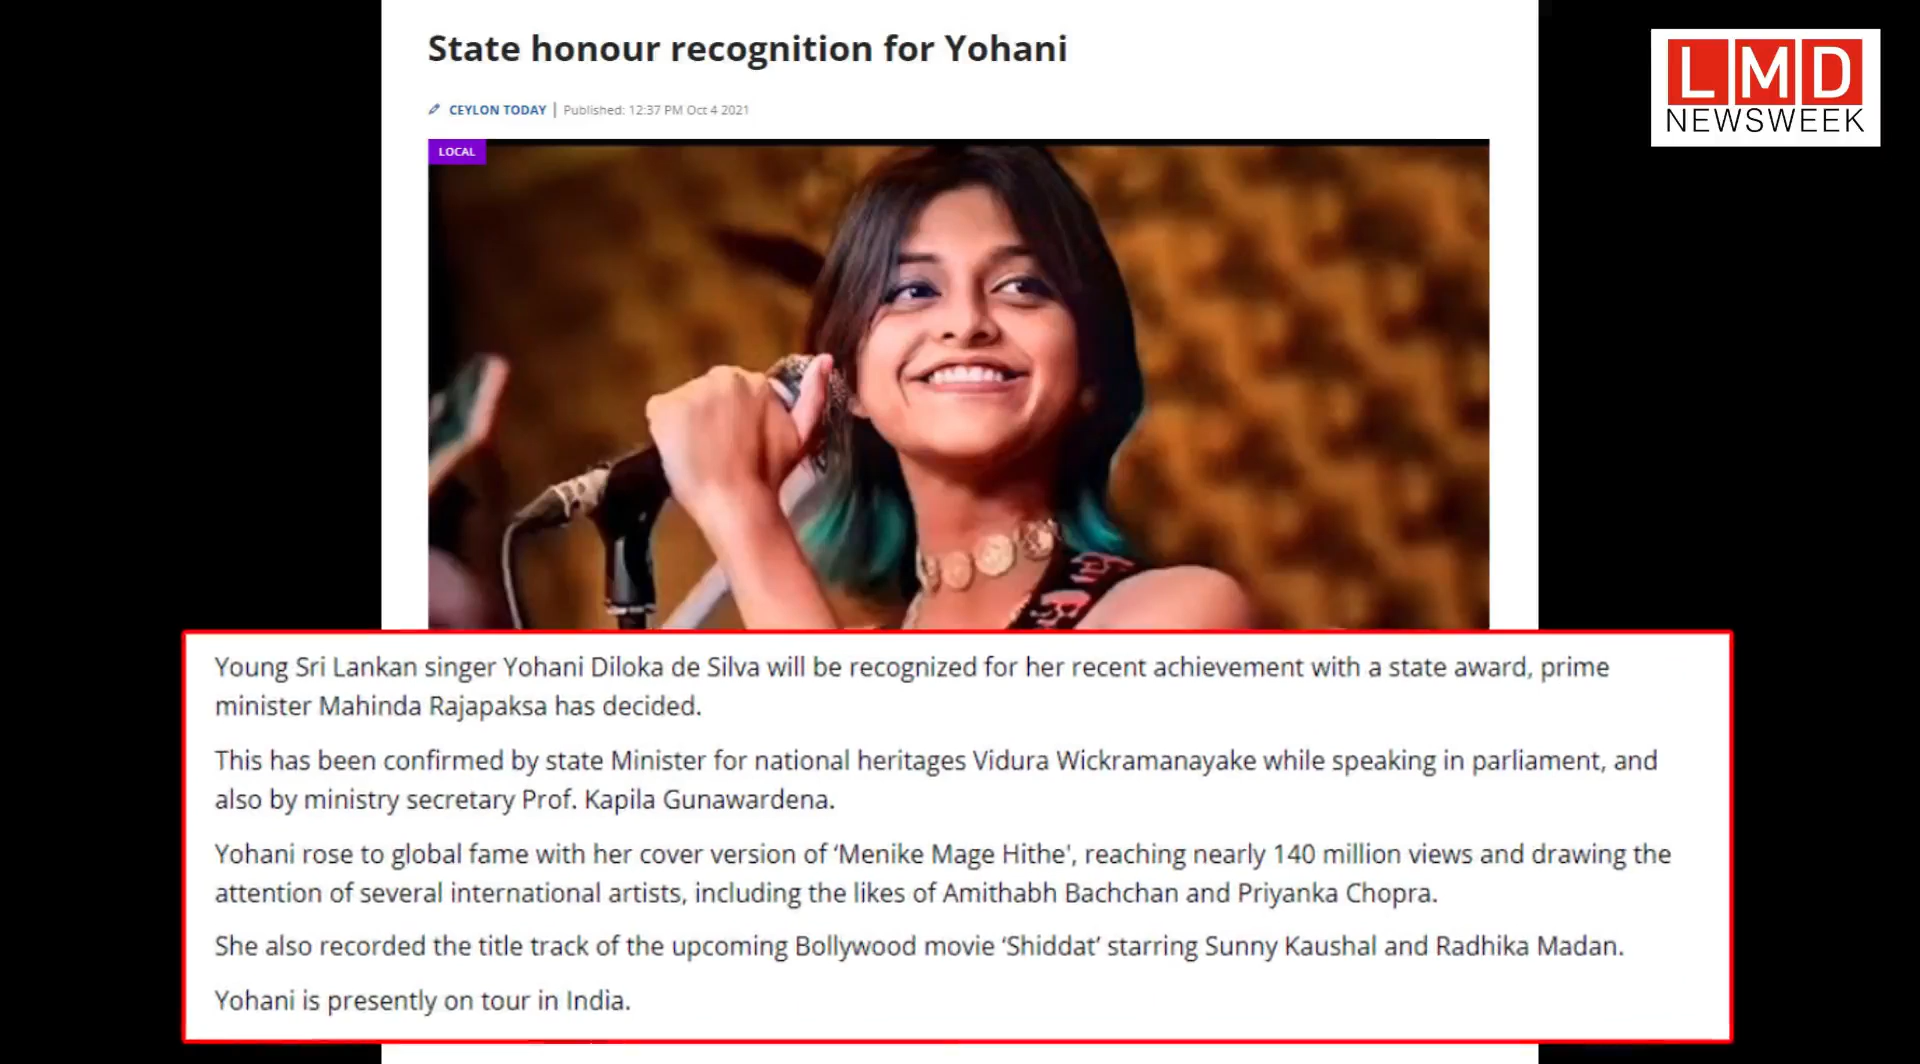 State honour recognition for Yohani
CEYLON TODAY | Published: 12:37 PM Oct 4 2021
LOCAL
LMD
NEWSWEEK
Young Sri Lankan singer Yohani Diloka de Silva will be recognized for her recent achievement with a state award, prime
minister Mahinda Rajapaksa has decided.
This has been confirmed by state Minister for national heritages Vidura Wickramanayake while speaking in parliament, and
also by ministry secretary Prof. Kapila Gunawardena.
Yohani rose to global fame with her cover version of ‘Menike Mage Hithe', reaching nearly 140 million views and drawing the
attention of several international artists, including the likes of Amithabh Bachchan and Priyanka Chopra.
She also recorded the title track of the upcoming Bollywood movie ‘Shiddat’ starring Sunny Kaushal and Radhika Madan.
Yohani is presently on tour in India.